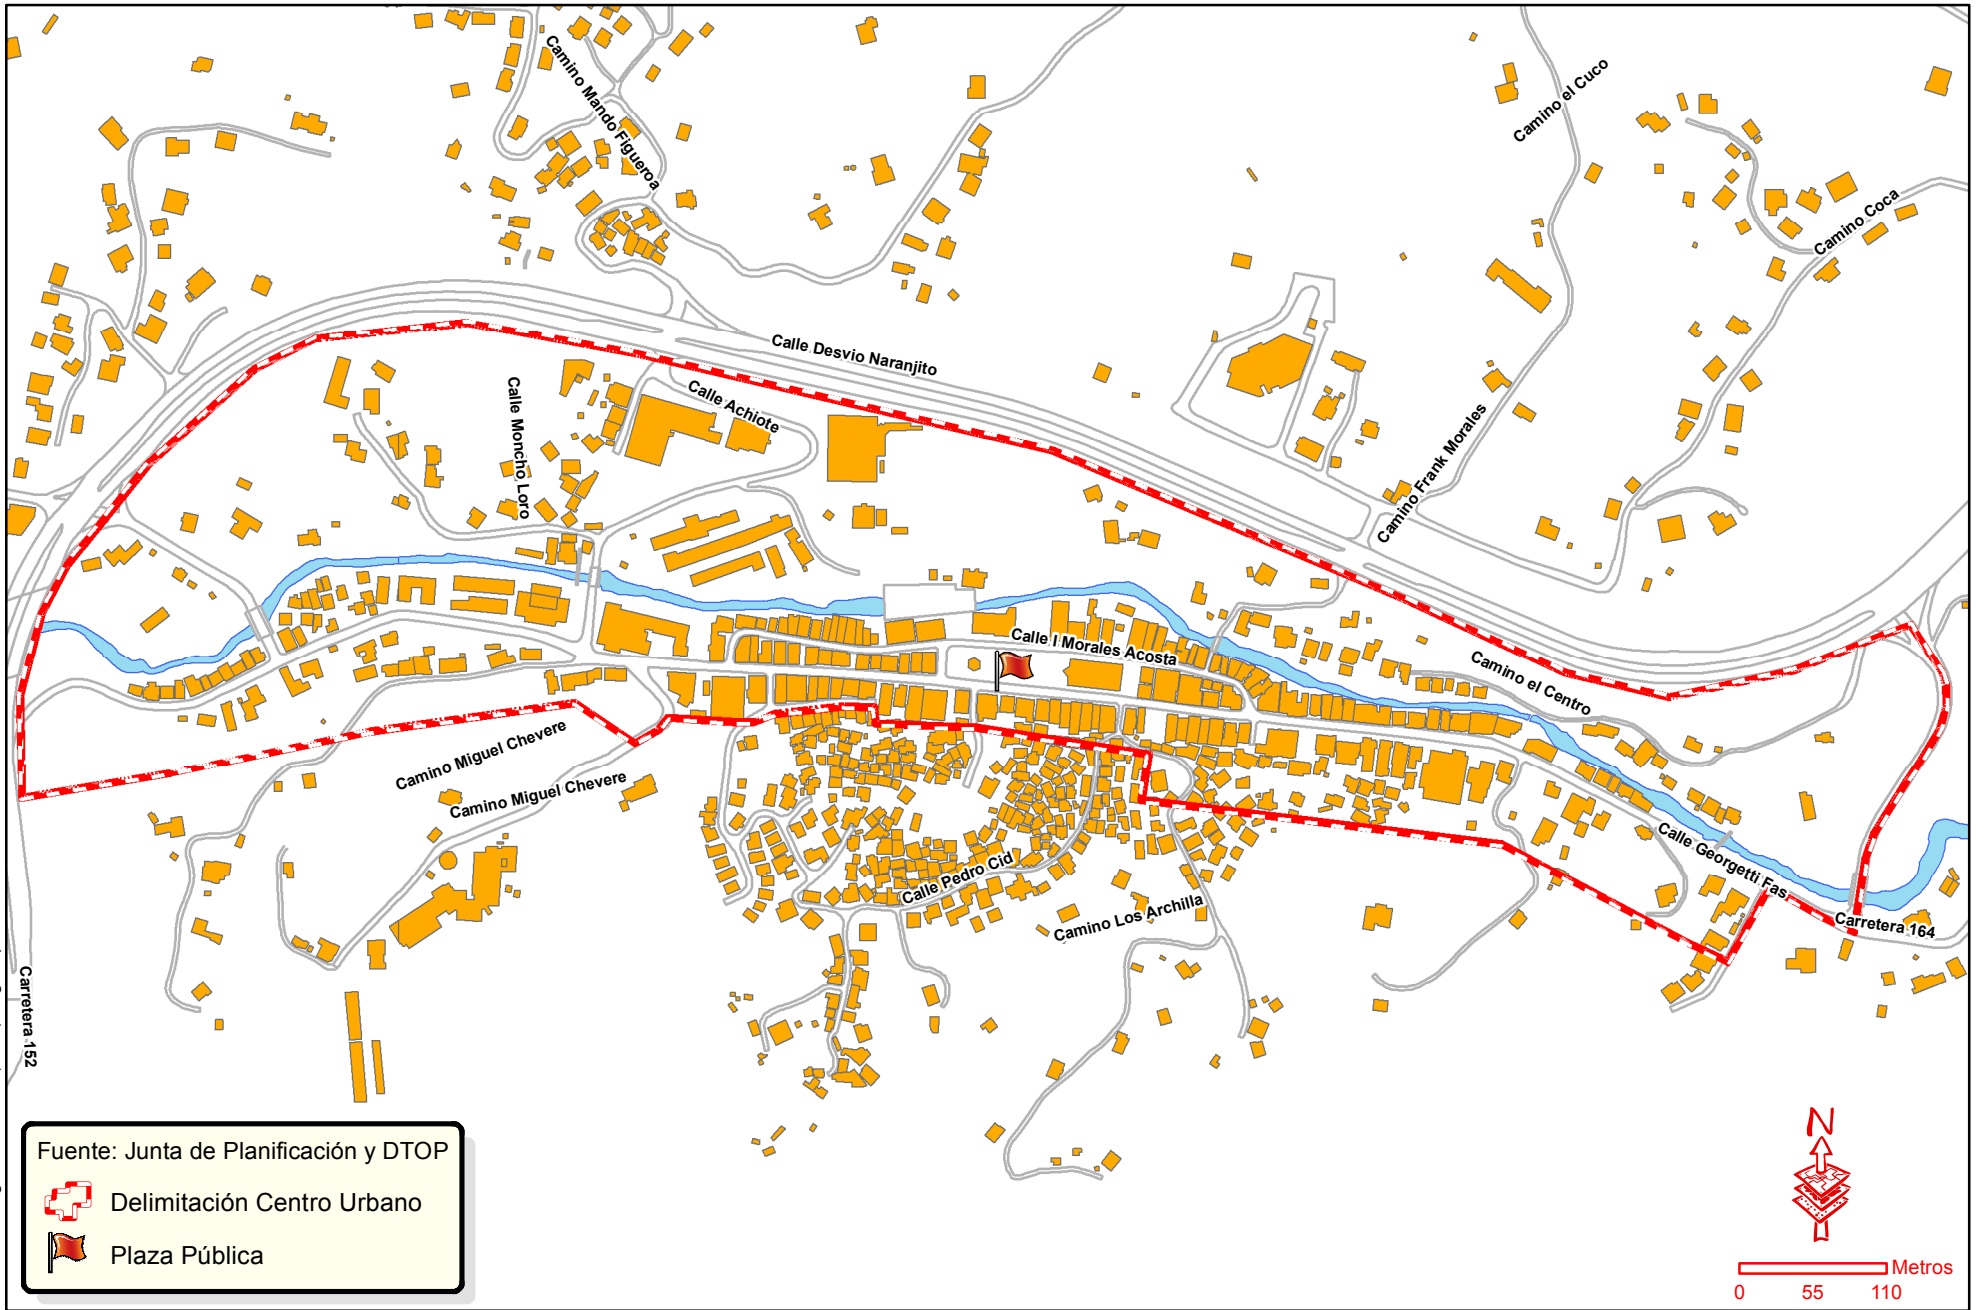 Camino Mando Figueroa
Camino el Cuco
Camino Coca
Calle Desvio Naranjito
Calle Achiote
Calle Moncho Loro
Camino Frank Morales
Calle I Morales Acosta
Camino el Centro
Camino Miguel Chevere
Camino Miguel Chevere
Calle Pedro Cid
Camino Los Archilla
Calle Georgetti Fas
Carretera 164
Carretera 152
Fuente: Junta de Planificación y DTOP
Delimitación Centro Urbano
Plaza Pública
N
Metros
0 55 110